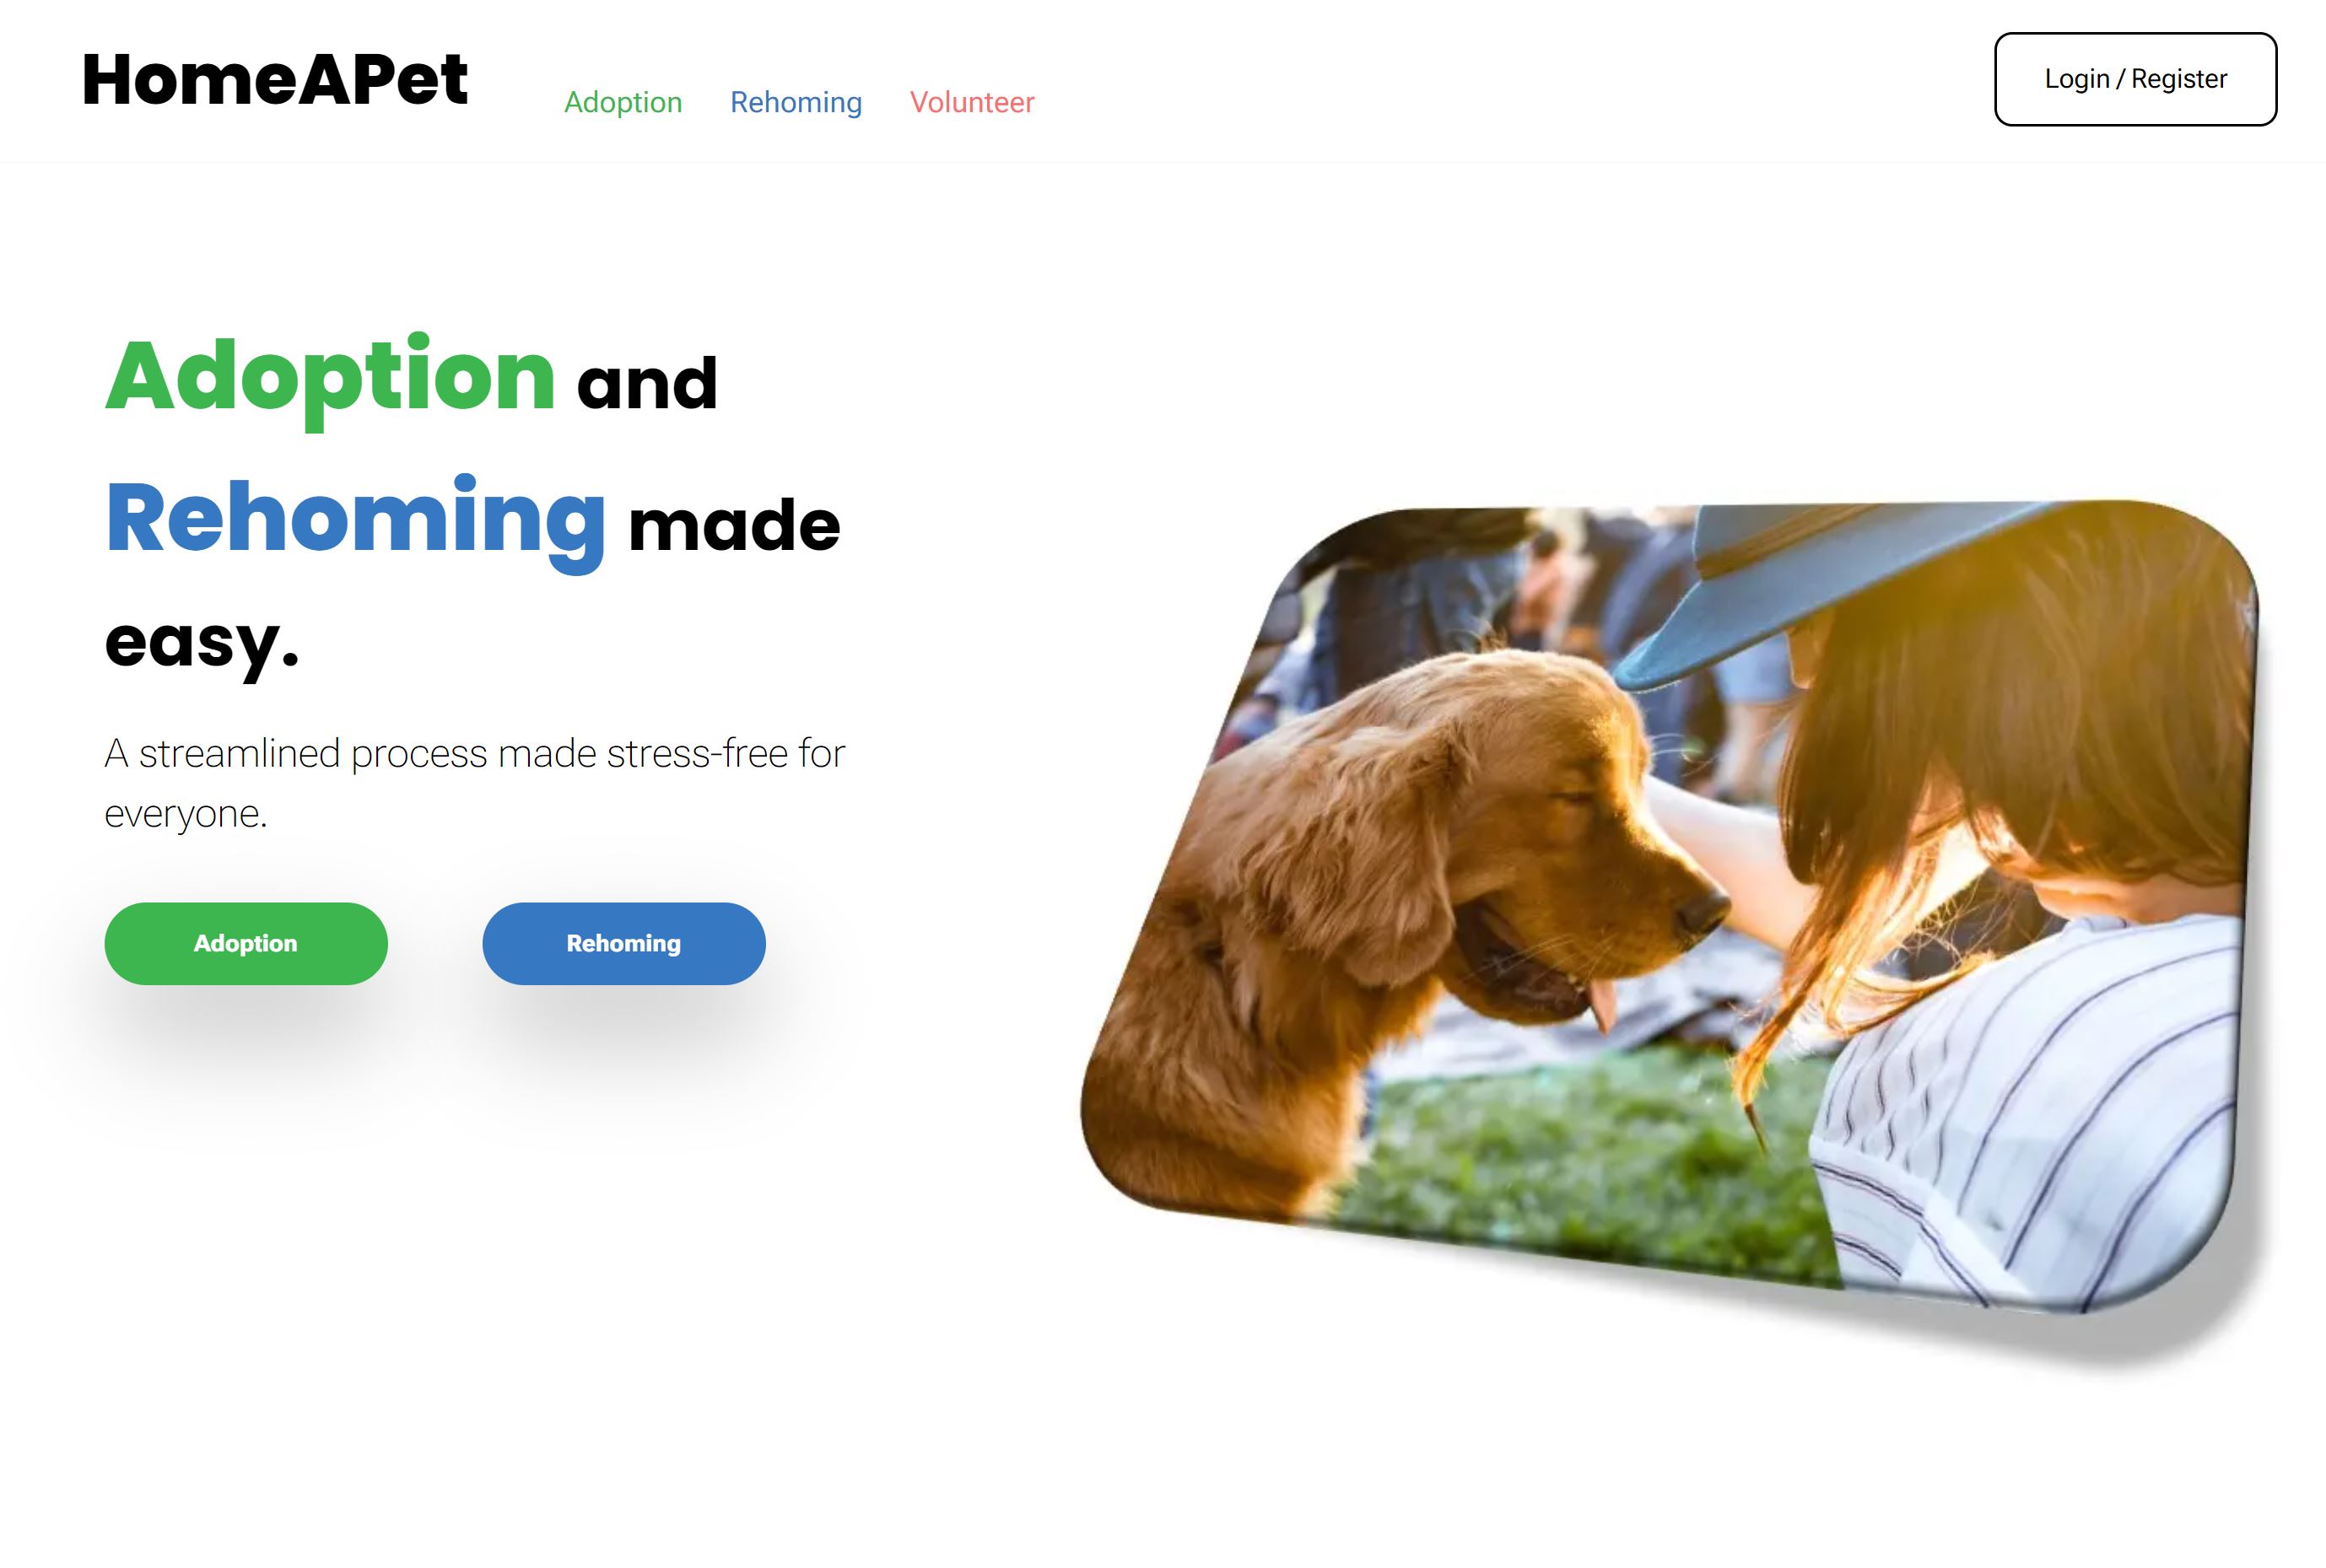 HomeAPet
Adoption Rehoming Volunteer
Login / Register
Adoption and
Rehoming made
easy.
A streamlined process made stress-free for
everyone.
Adoption
Rehoming